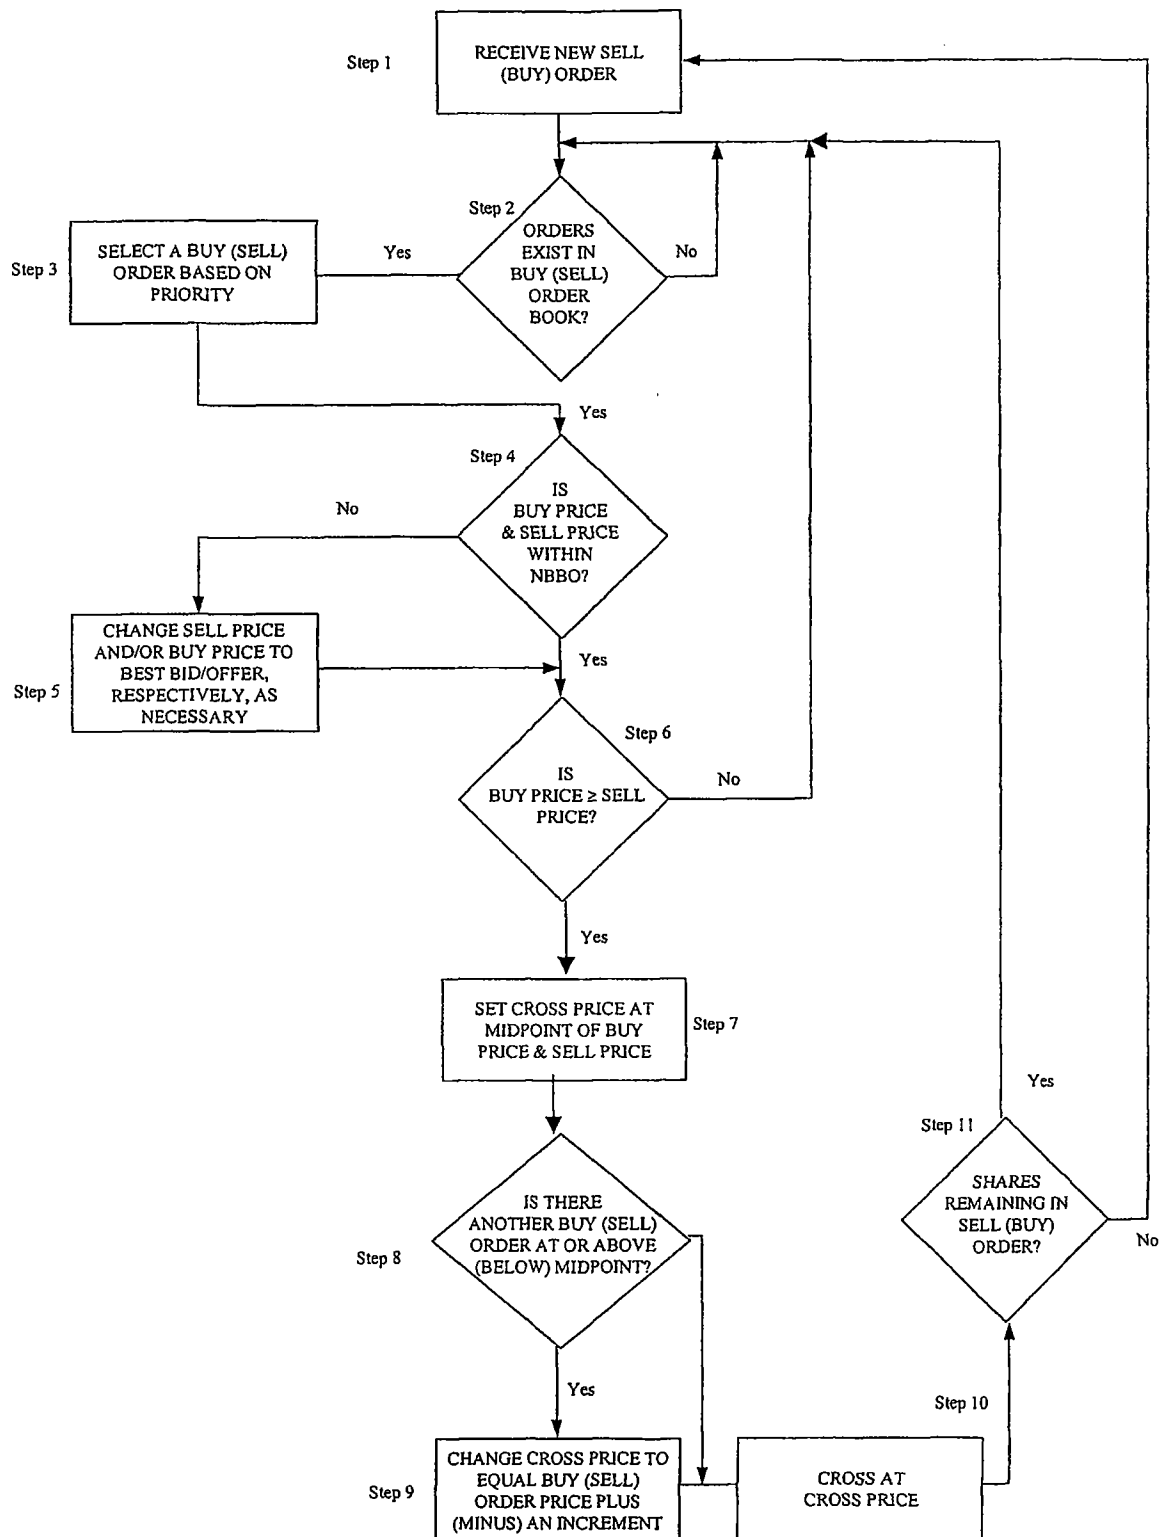 Step 1
RECEIVE NEW SELL
(BUY) ORDER
Step 2
ORDERS
EXIST IN
BUY (SELL)
ORDER
BOOK?
Yes
No
Step 3
SELECT A BUY (SELL)
ORDER BASED ON
PRIORITY
Yes
Step 4
IS
BUY PRICE
& SELL PRICE
WITHIN
NBBO?
No
Step 5
CHANGE SELL PRICE
AND/OR BUY PRICE TO
BEST BID/OFFER,
RESPECTIVELY, AS
NECESSARY
Yes
Step 6
IS
BUY PRICE ≥ SELL
PRICE?
No
Yes
SET CROSS PRICE AT
MIDPOINT OF BUY
PRICE & SELL PRICE
Step 7
Step 8
IS THERE
ANOTHER BUY (SELL)
ORDER AT OR ABOVE
(BELOW) MIDPOINT?
Yes
Step 9
CHANGE CROSS PRICE TO
EQUAL BUY (SELL)
ORDER PRICE PLUS
(MINUS) AN INCREMENT
Step 10
CROSS AT
CROSS PRICE
Step 11
SHARES
REMAINING IN
SELL (BUY)
ORDER?
Yes
No